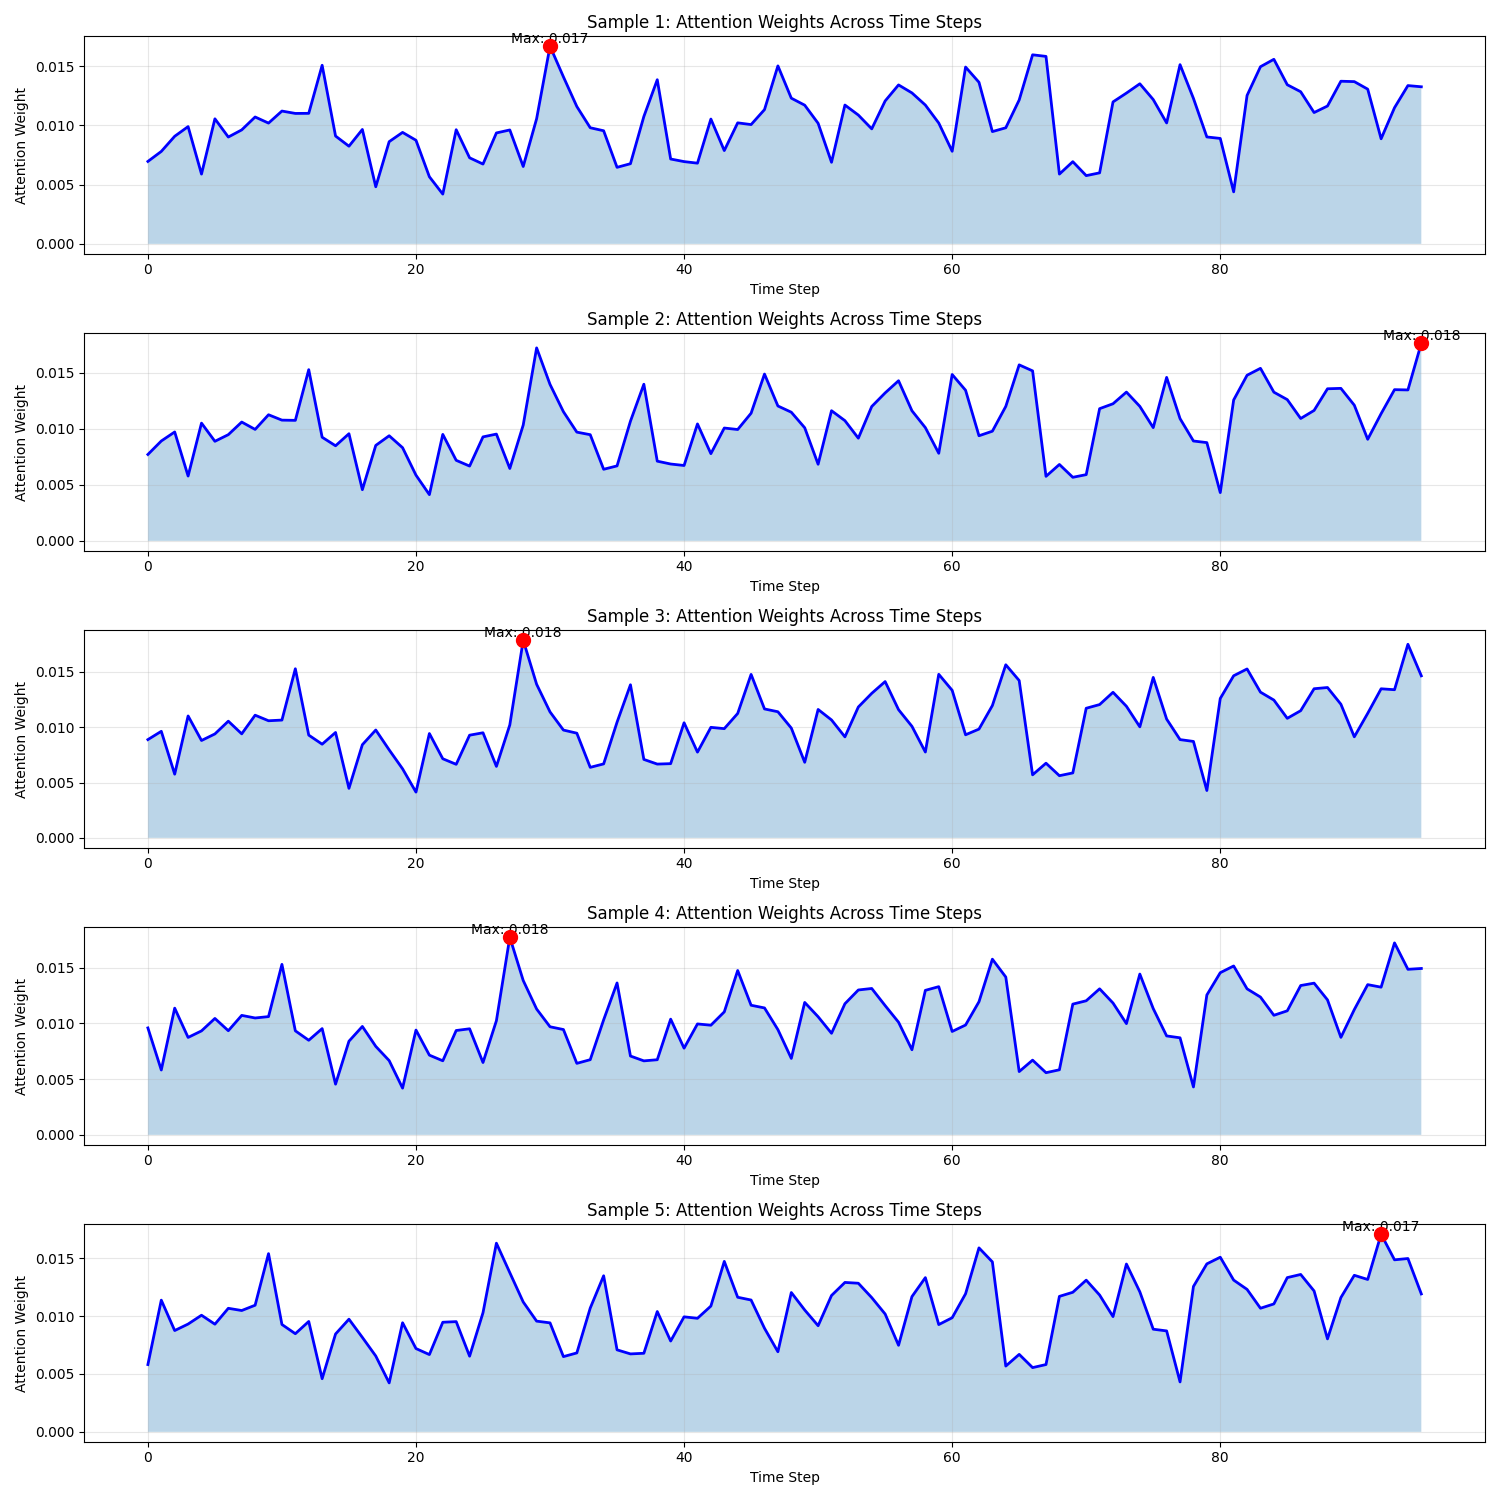 Sample 1: Attention Weights Across Time Steps
Max: 0.017
Attention Weight
0.015
0.010
0.005
0.000
0 20 40 60 80
Time Step
Sample 2: Attention Weights Across Time Steps
Max: 0.018
Attention Weight
0.015
0.010
0.005
0.000
0 20 40 60 80
Time Step
Sample 3: Attention Weights Across Time Steps
Max: 0.018
Attention Weight
0.015
0.010
0.005
0.000
0 20 40 60 80
Time Step
Sample 4: Attention Weights Across Time Steps
Max: 0.018
Attention Weight
0.015
0.010
0.005
0.000
0 20 40 60 80
Time Step
Sample 5: Attention Weights Across Time Steps
Max: 0.017
Attention Weight
0.015
0.010
0.005
0.000
0 20 40 60 80
Time Step